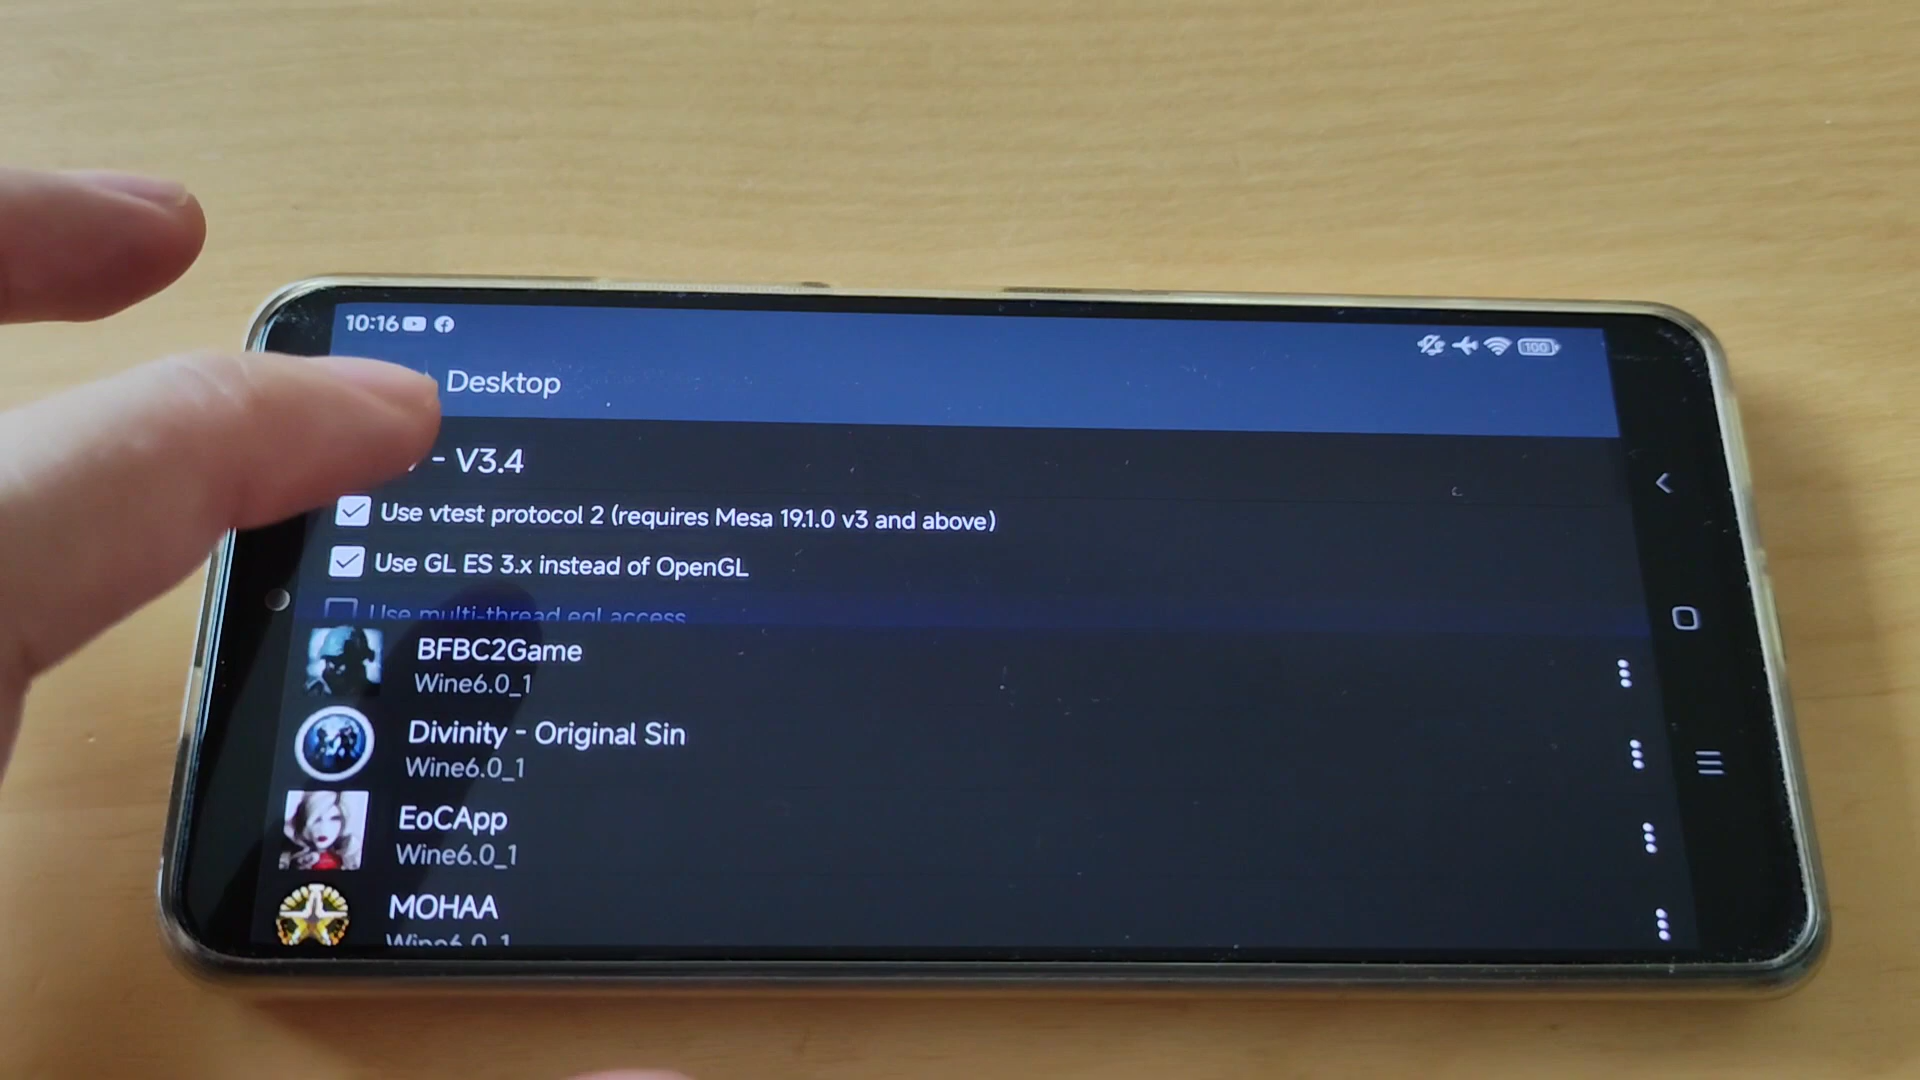 10:16
100
Desktop
- V3.4
Use vtest protocol 2 (requires Mesa 19.1.0 v3 and above)
Use GL ES 3.x instead of OpenGL
Use multi-thread egl access
BFBC2Game
Wine6.0_1
Divinity - Original Sin
Wine6.0_1
EoCApp
Wine6.0_1
MOHAA
Wine6.0_1